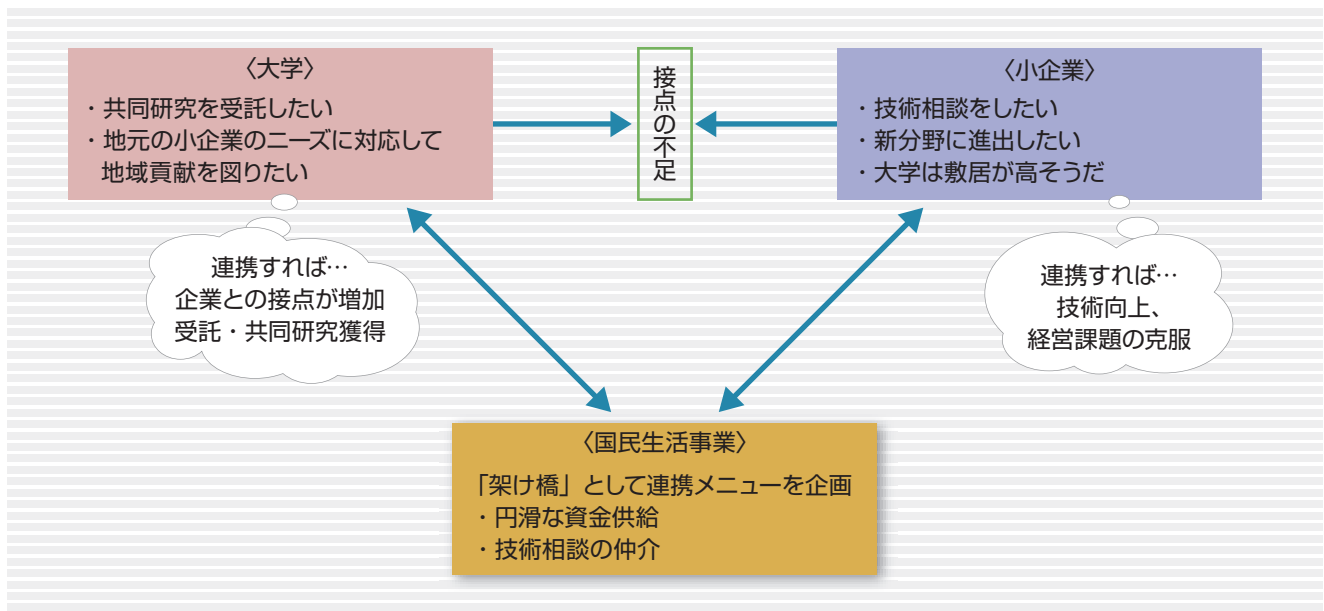 〈大学〉
・共同研究を受託したい
・地元の小企業のニーズに対応して
地域貢献を図りたい
接点の不足
〈小企業〉
・技術相談をしたい
・新分野に進出したい
・大学は敷居が高そうだ
連携すれば…
企業との接点が増加
受託・共同研究獲得
連携すれば…
技術向上、
経営課題の克服
〈国民生活事業〉
「架け橋」として連携メニューを企画
・円滑な資金供給
・技術相談の仲介